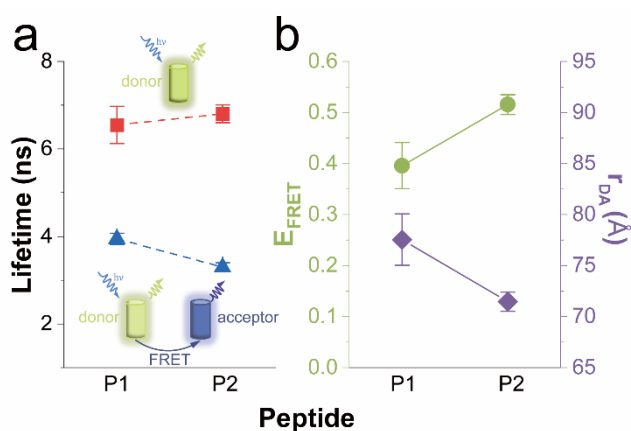 a
8
6
4
2
Lifetime (ns)
hν
donor
hν
donor
acceptor
FRET
P1
P2
b
0.6
0.5
0.4
0.3
0.2
0.1
0.0
E_FRET
95
90
85
80
75
70
65
r_DA (Å)
P1
P2
Peptide